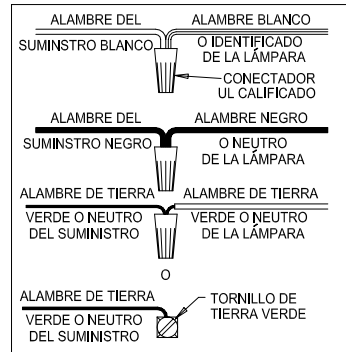 ALAMBRE DEL ALAMBRE BLANCO
SUMINSTRO BLANCO O IDENTIFICADO
DE LA LÁMPARA
CONECTADOR
UL CALIFICADO
ALAMBRE DEL ALAMBRE NEGRO
SUMINSTRO NEGRO O NEUTRO
DE LA LÁMPARA
ALAMBRE DE TIERRA ALAMBRE DE TIERRA
VERDE O NEUTRO VERDE O NEUTRO
DEL SUMINISTRO DE LA LÁMPARA
O
ALAMBRE DE TIERRA TORNILLO DE
VERDE O NEUTRO TIERRA VERDE
DEL SUMINISTRO